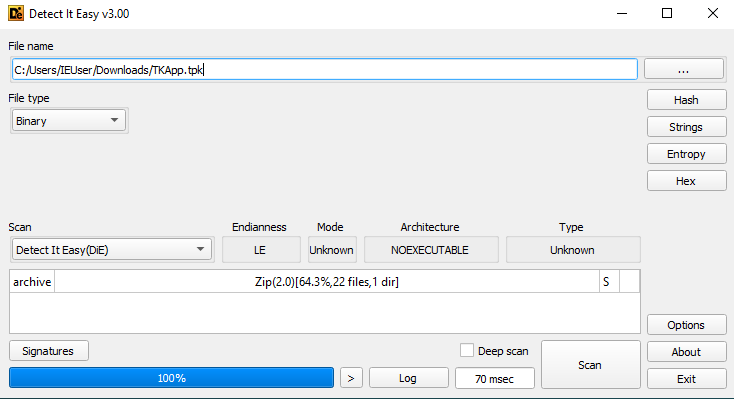 Detect It Easy v3.00
File name
C:/Users/IEUser/Downloads/TKApp.tpk
...
File type
Hash
Binary
Strings
Entropy
Hex
Scan Endianness Mode Architecture Type
Detect It Easy(DiE) LE Unknown NOEXECUTABLE Unknown
archive Zip(2.0)[64.3%,22 files,1 dir] S
Options
Signatures Deep scan Scan About
100% > Log 70 msec Exit